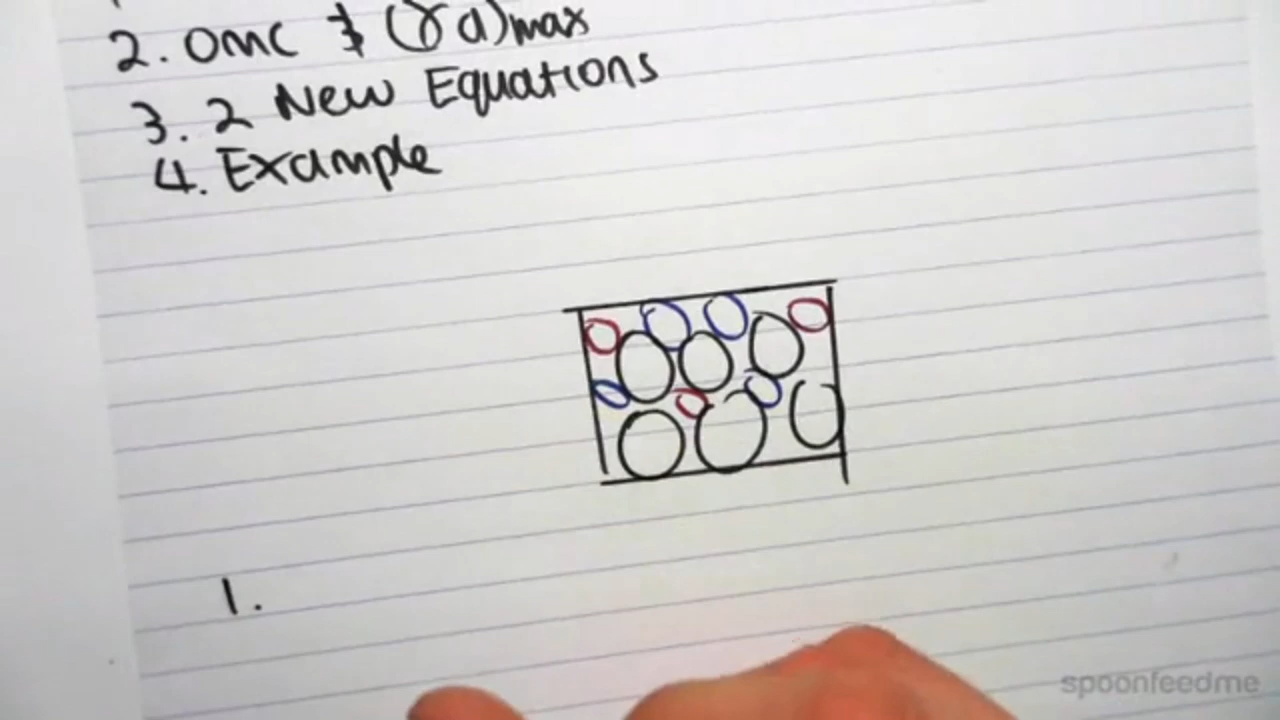 2. OMC & (γd)max
3. 2 New Equations
4. Example
1.
spoonfeedme